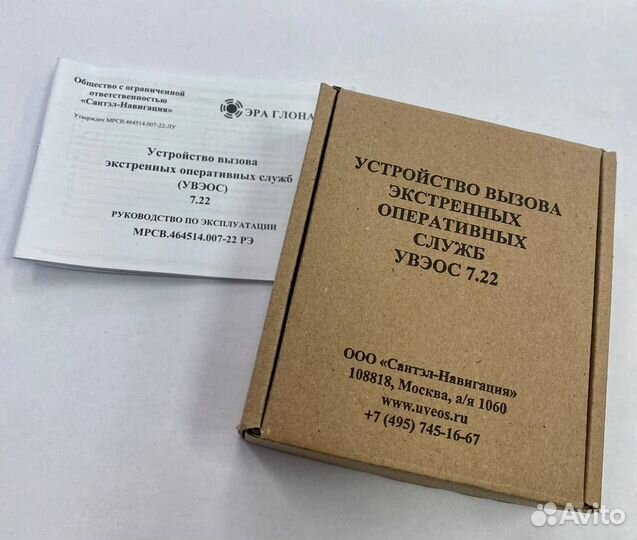 Общество с ограниченной
ответственностью
«Сантэл-Навигация»
Утвержден МРСВ.464514.007-22-ЛУ
ЭРА ГЛОНА
Устройство вызова
экстренных оперативных служб
(УВЭОС)
7.22
РУКОВОДСТВО ПО ЭКСПЛУАТАЦИИ
МРСВ.464514.007-22 РЭ
УСТРОЙСТВО ВЫЗОВА
ЭКСТРЕННЫХ
ОПЕРАТИВНЫХ
СЛУЖБ
УВЭОС 7.22
ООО «Сантэл-Навигация»
108818, Москва, а/я 1060
www.uveos.ru
+7 (495) 745-16-67
Avito